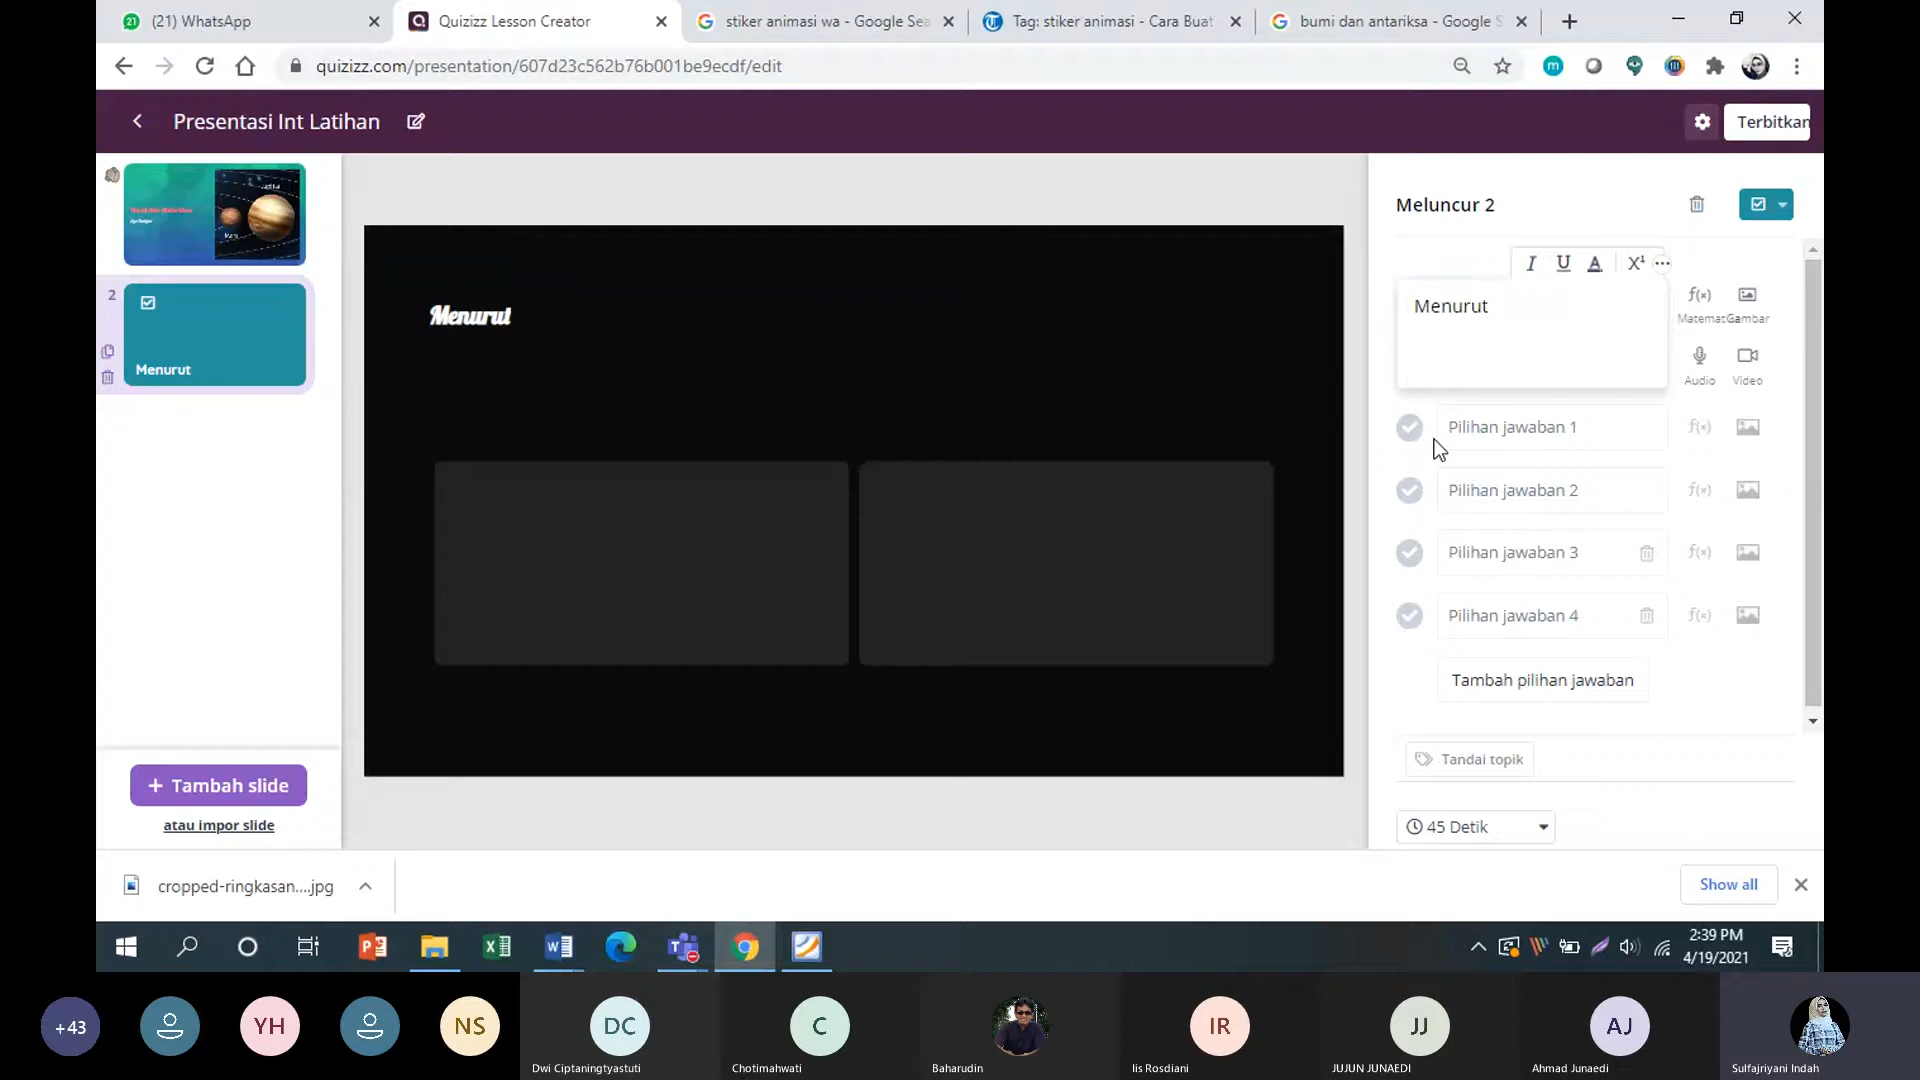 (21) WhatsApp
Quizizz Lesson Creator
stiker animasi wa - Google Sea
Tag: stiker animasi - Cara Buat
bumi dan antariksa - Google S
quizizz.com/presentation/607d23c562b76b001be9ecdf/edit
Presentasi Int Latihan
Terbitkan
Jupiter
Mars
2
Menurut
Tambah slide
atau impor slide
Menurut
Meluncur 2
I U A X¹ ...
Menurut
f(x)
Matemat
Gambar
Audio
Video
Pilihan jawaban 1
f(x)
Pilihan jawaban 2
f(x)
Pilihan jawaban 3
f(x)
Pilihan jawaban 4
f(x)
Tambah pilihan jawaban
Tandai topik
45 Detik
cropped-ringkasan....jpg
Show all
2:39 PM
4/19/2021
+43
YH
NS
DC
Dwi Ciptaningtyastuti
C
Chotimahwati
Baharudin
IR
Iis Rosdiani
JJ
JUJUN JUNAEDI
AJ
Ahmad Junaedi
Sulfajriyani Indah